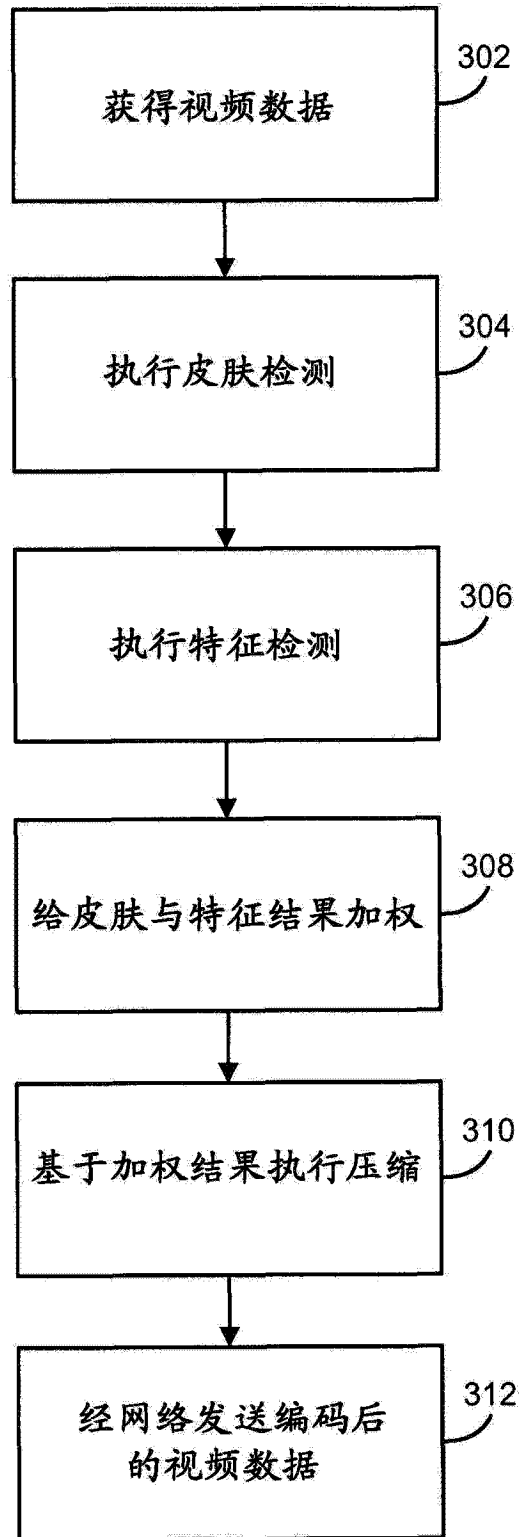 获得视频数据
302
执行皮肤检测
304
执行特征检测
306
给皮肤与特征结果加权
308
基于加权结果执行压缩
310
经网络发送编码后
的视频数据
312